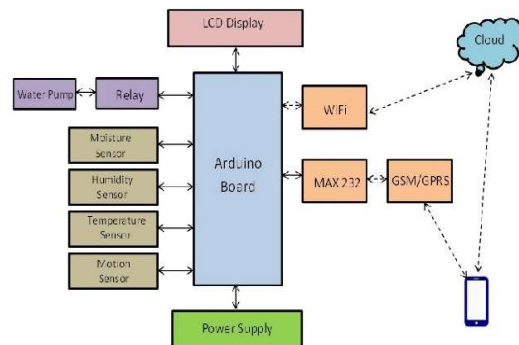 LCD Display
Cloud
Water Pump
Relay
WiFi
Moisture
Sensor
Arduino
Board
MAX 232
GSM/GPRS
Humidity
Sensor
Temperature
Sensor
Motion
Sensor
Power Supply